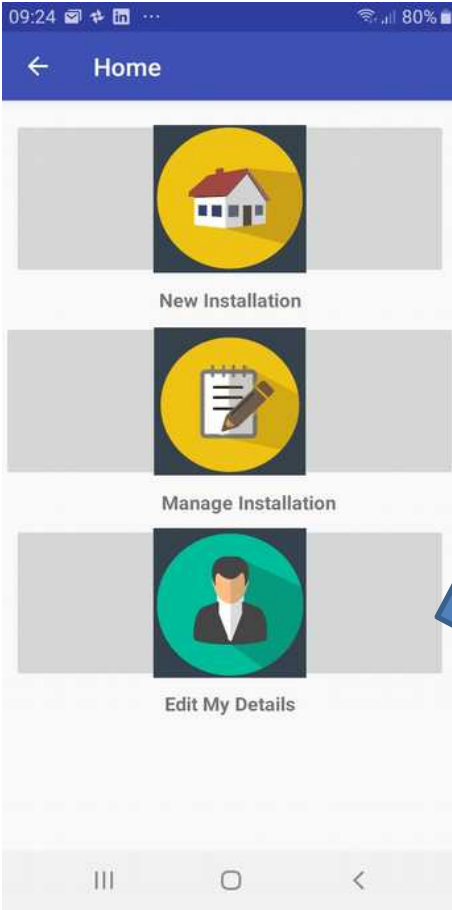 09:24 ... 80%
Home
New Installation
Manage Installation
Edit My Details